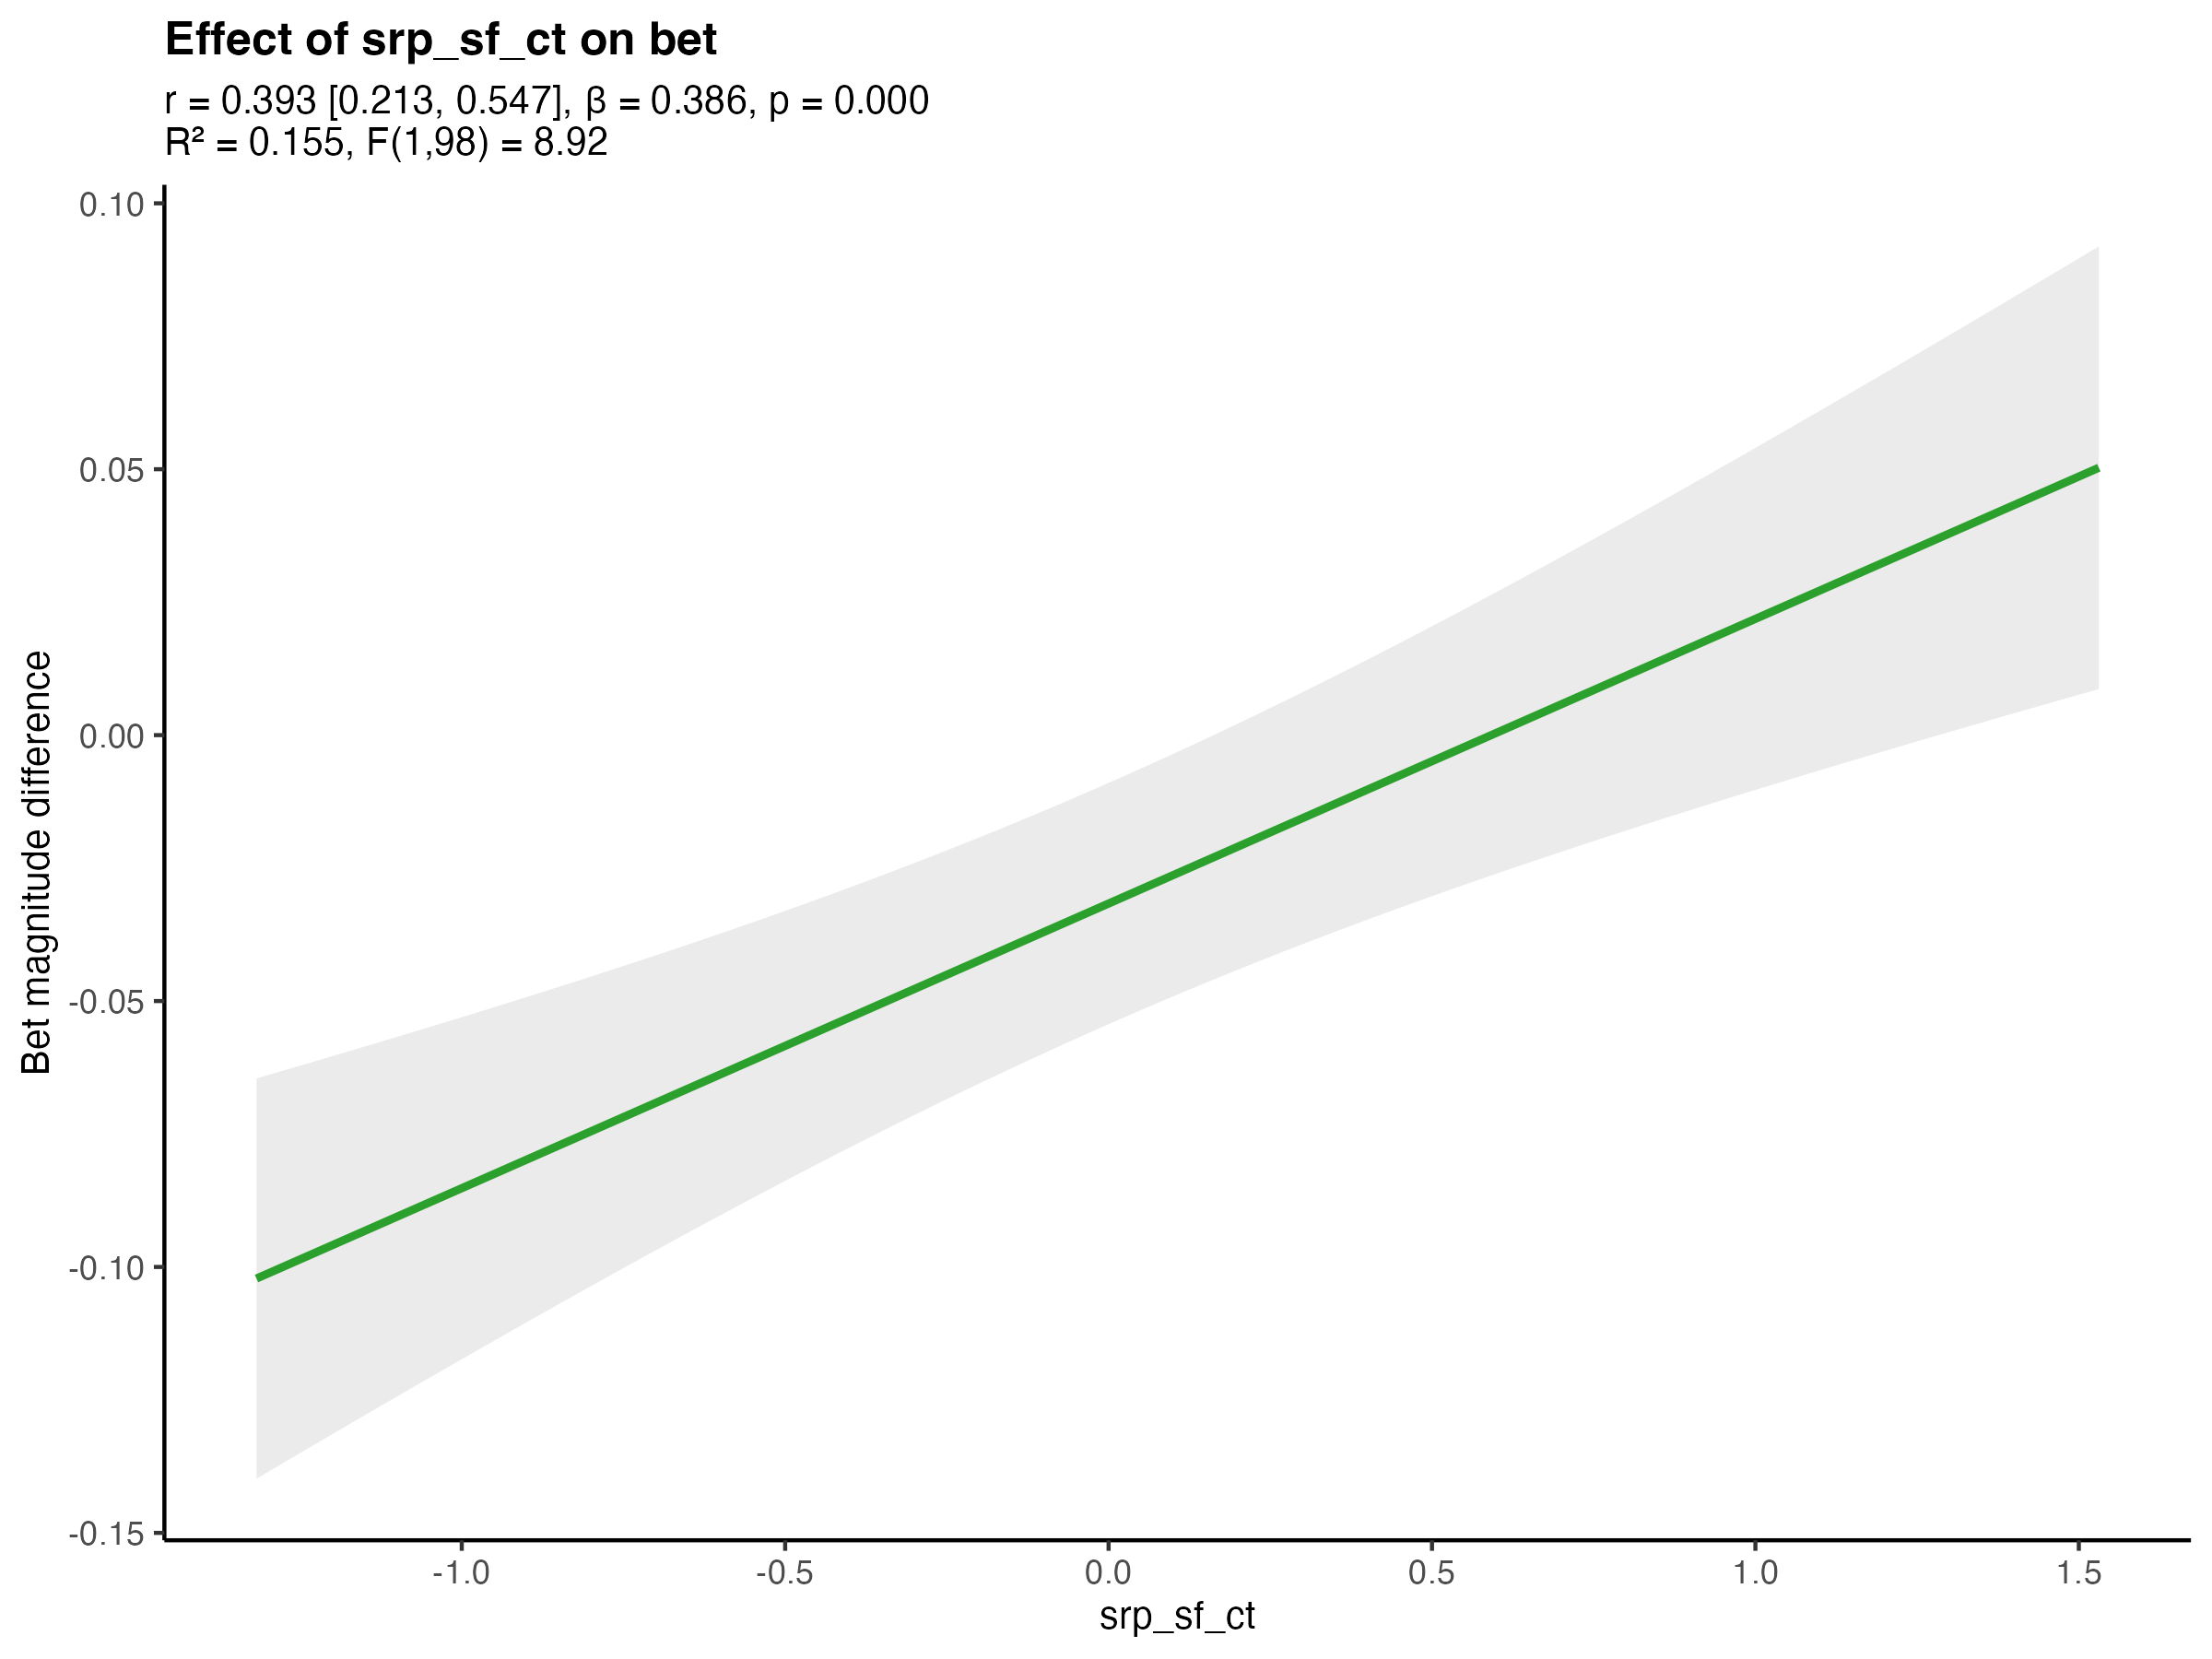 Effect of srp_sf_ct on bet
r = 0.393 [0.213, 0.547], β = 0.386, p = 0.000
R² = 0.155, F(1,98) = 8.92
0.10
0.05
0.00
-0.05
-0.10
-0.15
Bet magnitude difference
-1.0 -0.5 0.0 0.5 1.0 1.5
srp_sf_ct